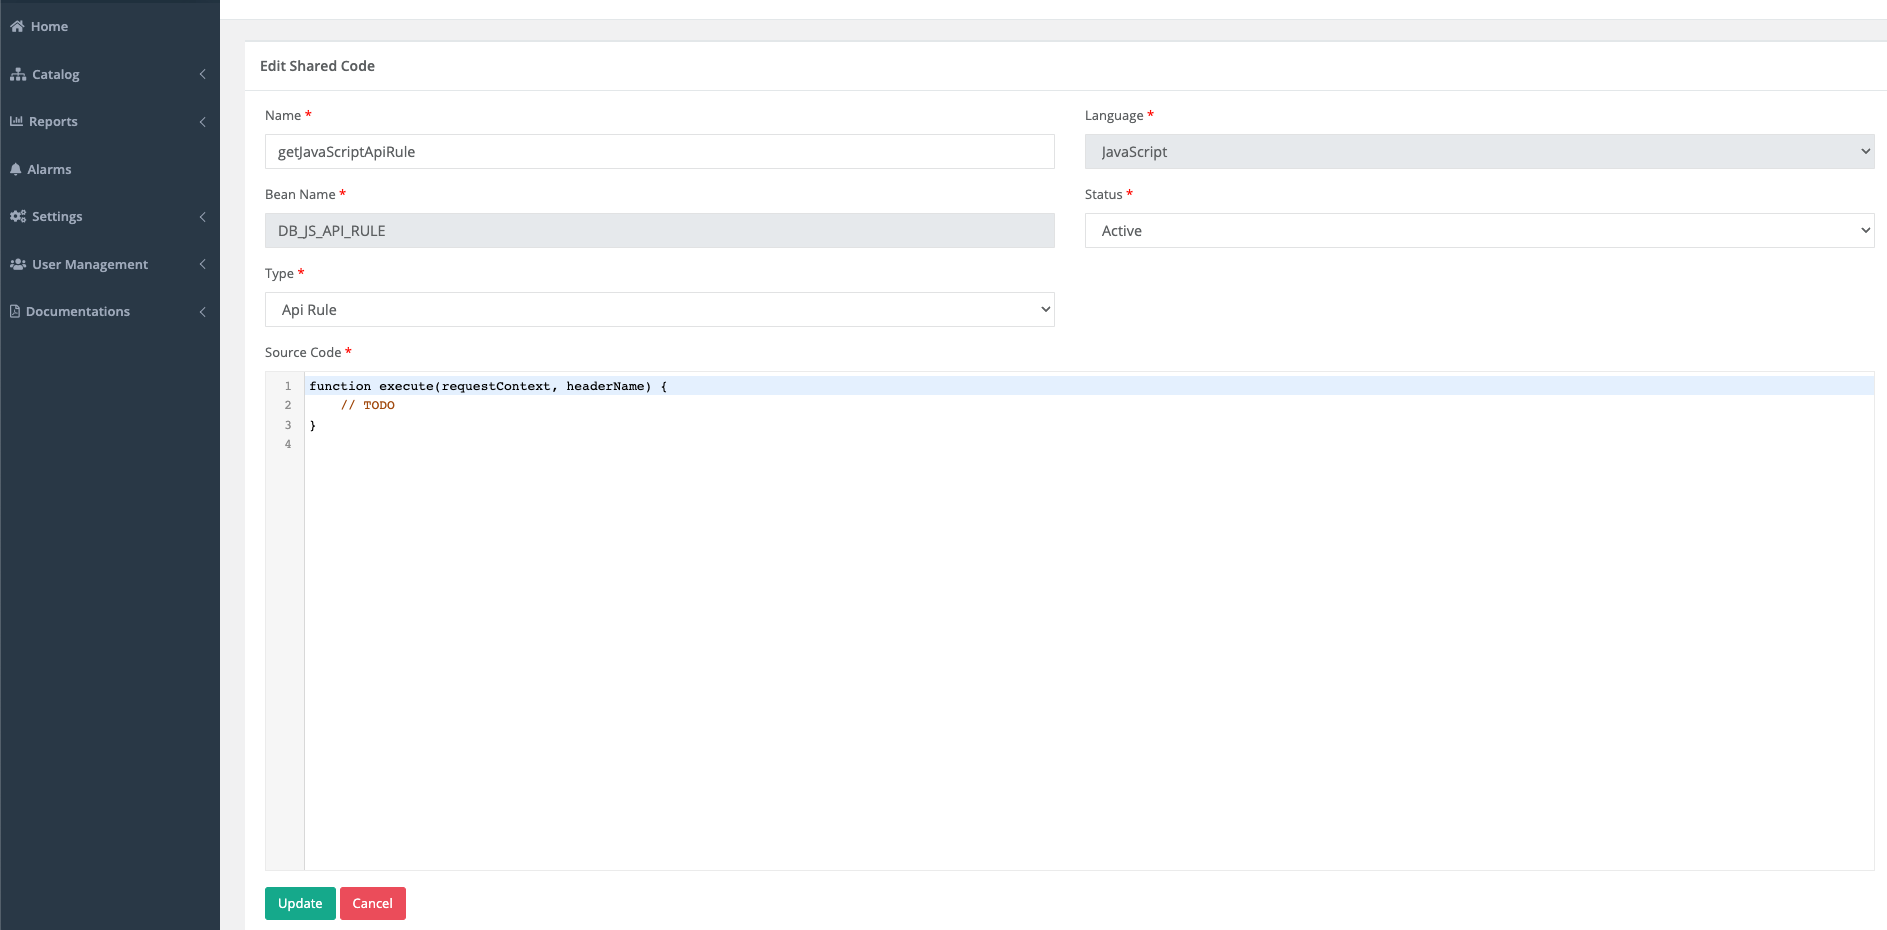 Home
Catalog
Reports
Alarms
Settings
User Management
Documentations
Edit Shared Code
Name *
getJavaScriptApiRule
Language *
JavaScript
Bean Name *
DB_JS_API_RULE
Status *
Active
Type *
Api Rule
Source Code *
1 function execute(requestContext, headerName) {
2     // TODO
3 }
4
Update
Cancel